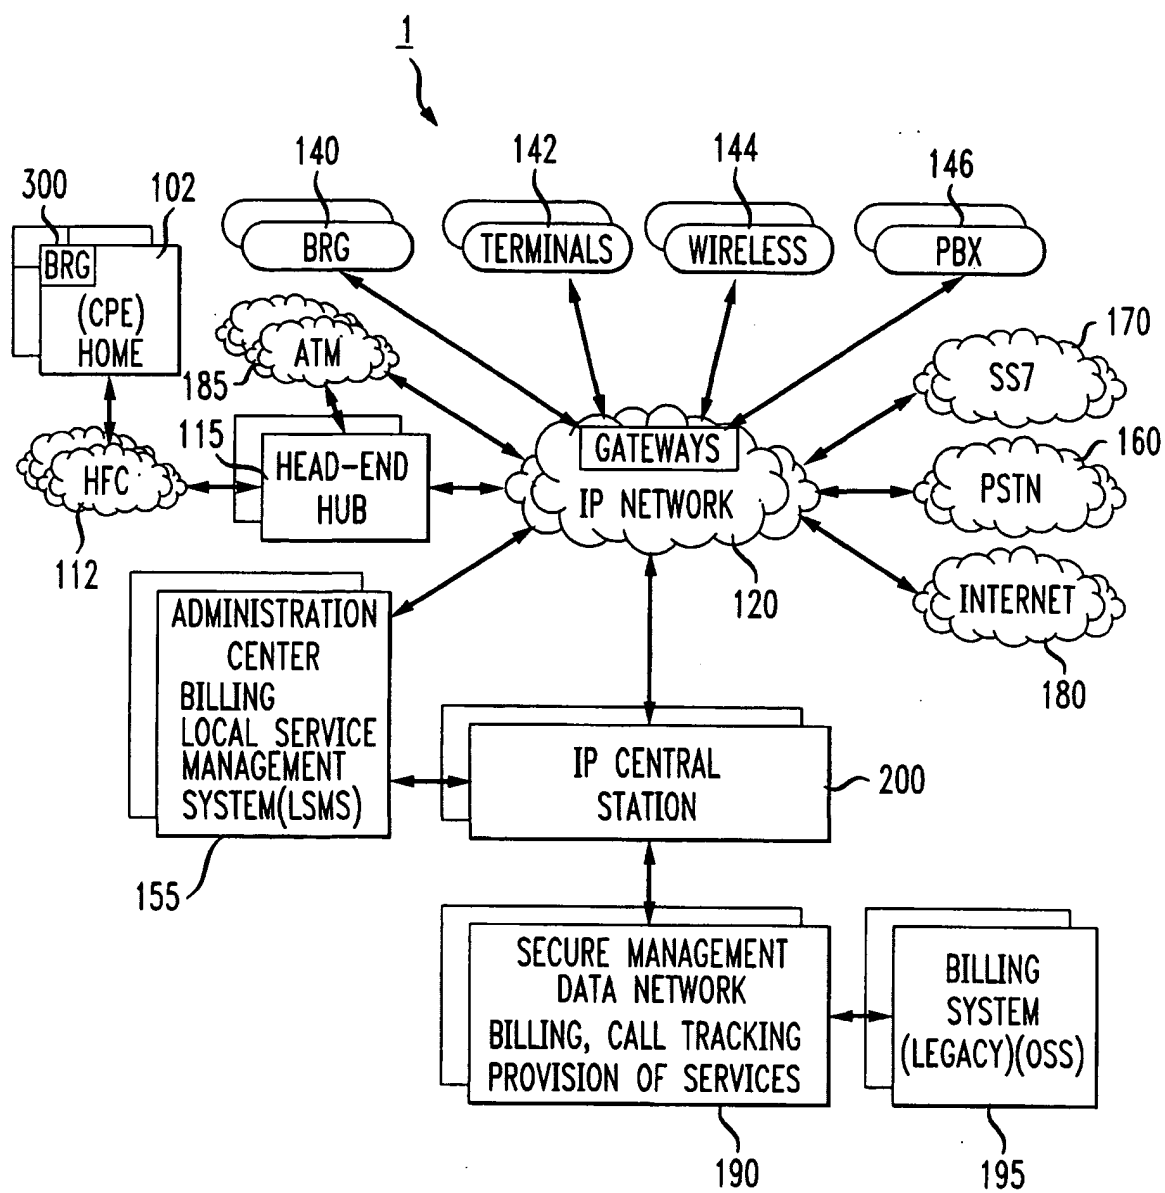 1
140
142
144
146
300
102
BRG
TERMINALS
WIRELESS
PBX
BRG
(CPE)
HOME
ATM
185
170
SS7
115
HEAD-END
HUB
GATEWAYS
IP NETWORK
160
PSTN
HFC
112
120
INTERNET
180
ADMINISTRATION
CENTER
BILLING
LOCAL SERVICE
MANAGEMENT
SYSTEM(LSMS)
155
IP CENTRAL
STATION
200
SECURE MANAGEMENT
DATA NETWORK
BILLING, CALL TRACKING
PROVISION OF SERVICES
190
BILLING
SYSTEM
(LEGACY)(OSS)
195